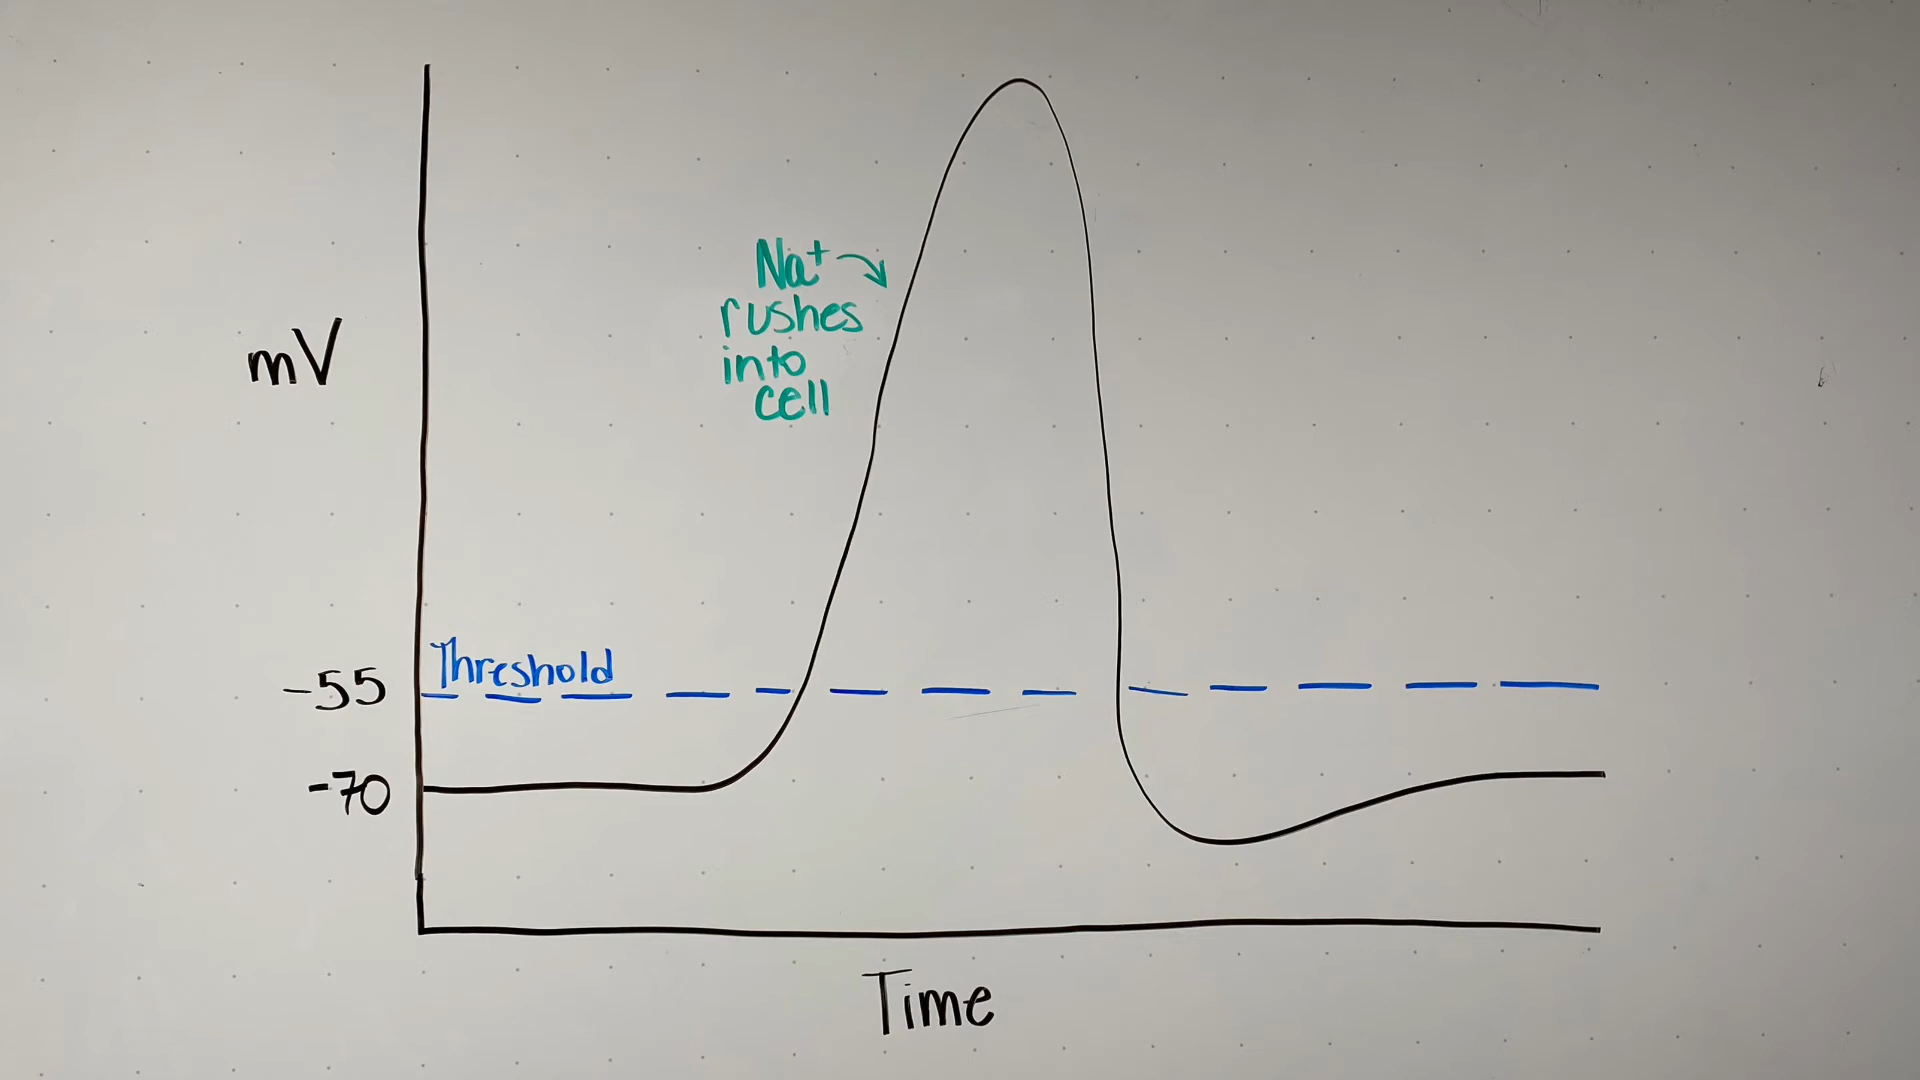 Na⁺
rushes
into
cell
mV
Threshold
-55
-70
Time